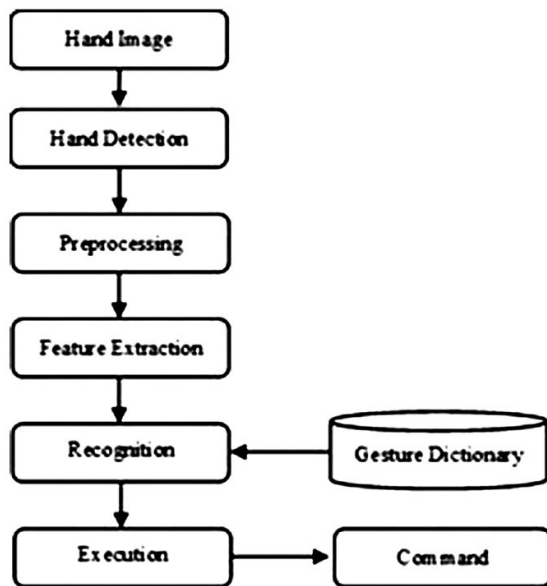 Hand Image
Hand Detection
Preprocessing
Feature Extraction
Recognition
Gesture Dictionary
Execution
Command